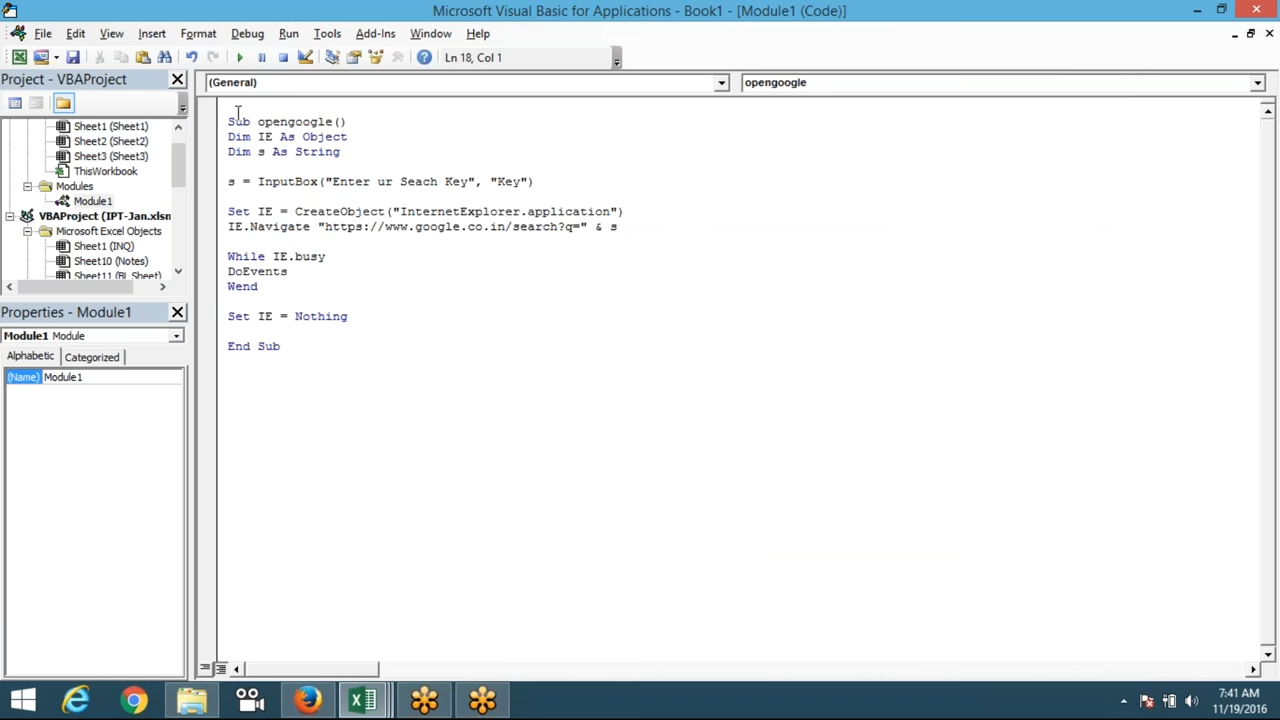 Microsoft Visual Basic for Applications - Book1 - [Module1 (Code)]
File Edit View Insert Format Debug Run Tools Add-Ins Window Help
Ln 18, Col 1
Project - VBAProject
(General)
opengoogle
Sheet1 (Sheet1)
Sheet2 (Sheet2)
Sheet3 (Sheet3)
ThisWorkbook
Modules
Module1
VBAProject (IPT-Jan.xlsn
Microsoft Excel Objects
Sheet1 (INQ)
Sheet10 (Notes)
Sheet11 (BL Sheet)
Properties - Module1
Module1 Module
Alphabetic Categorized
(Name) Module1
Sub opengoogle()
Dim IE As Object
Dim s As String
s = InputBox("Enter ur Seach Key", "Key")
Set IE = CreateObject("InternetExplorer.application")
IE.Navigate "https://www.google.co.in/search?q=" & s
While IE.busy
DoEvents
Wend
Set IE = Nothing
End Sub
7:41 AM
11/19/2016